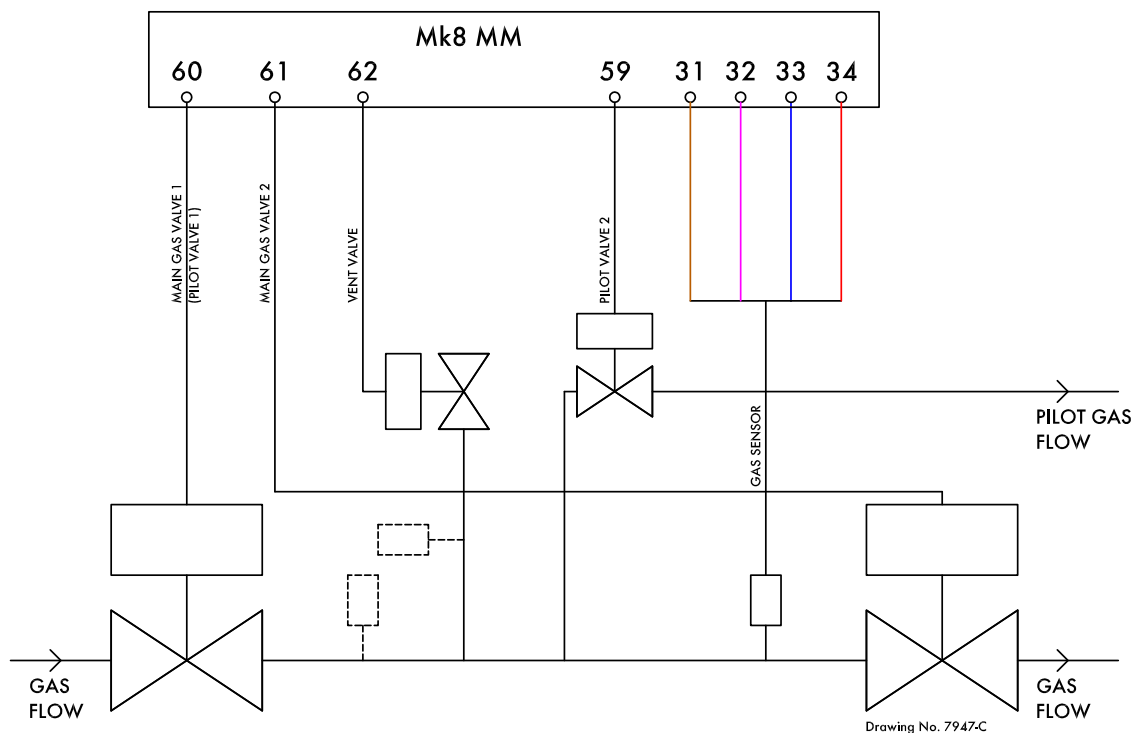 Mk8 MM
60 61 62 59 31 32 33 34
MAIN GAS VALVE 1
(PILOT VALVE 1)
MAIN GAS VALVE 2
VENT VALVE
PILOT VALVE 2
GAS SENSOR
PILOT GAS
FLOW
GAS
FLOW
GAS
FLOW
Drawing No. 7947-C